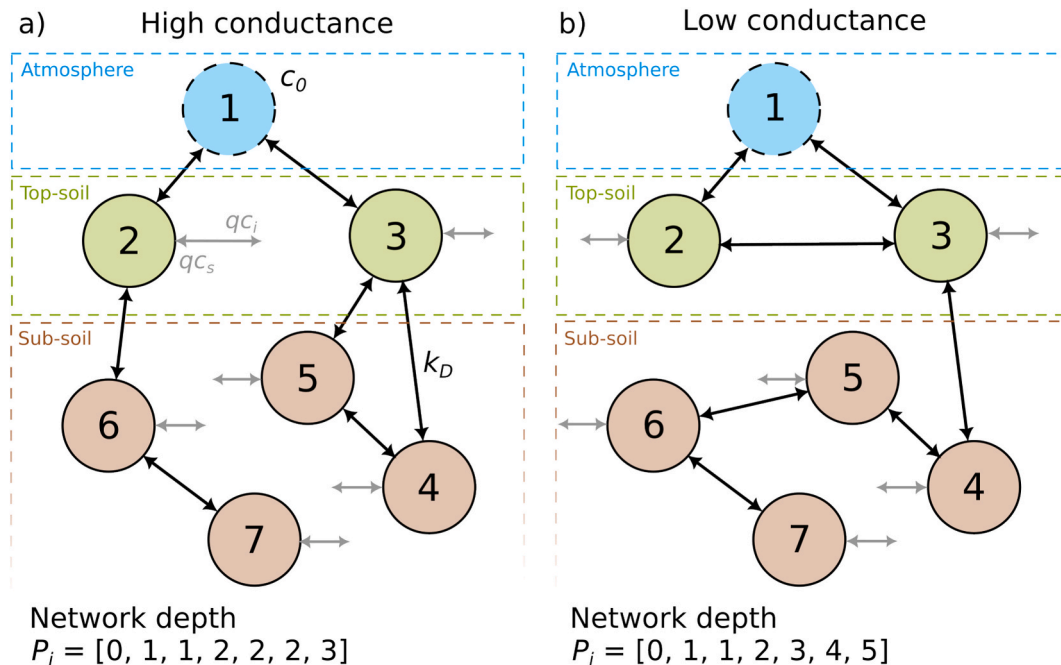 a)
High conductance
Atmosphere
c0
1
Top-soil
2
qci
qcs
3
Sub-soil
5
kD
6
4
7
Network depth
Pi = [0, 1, 1, 2, 2, 2, 3]
b)
Low conductance
Atmosphere
1
Top-soil
2
3
Sub-soil
5
6
4
7
Network depth
Pi = [0, 1, 1, 2, 3, 4, 5]